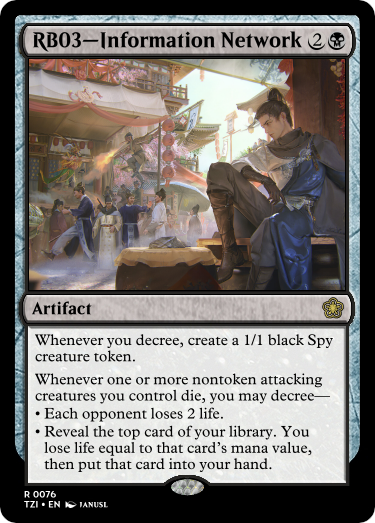 RB03—Information Network 2
Artifact
Whenever you decree, create a 1/1 black Spy
creature token.
Whenever one or more nontoken attacking
creatures you control die, you may decree—
• Each opponent loses 2 life.
• Reveal the top card of your library. You
lose life equal to that card's mana value,
then put that card into your hand.
R 0076
TZI • EN JANUSL